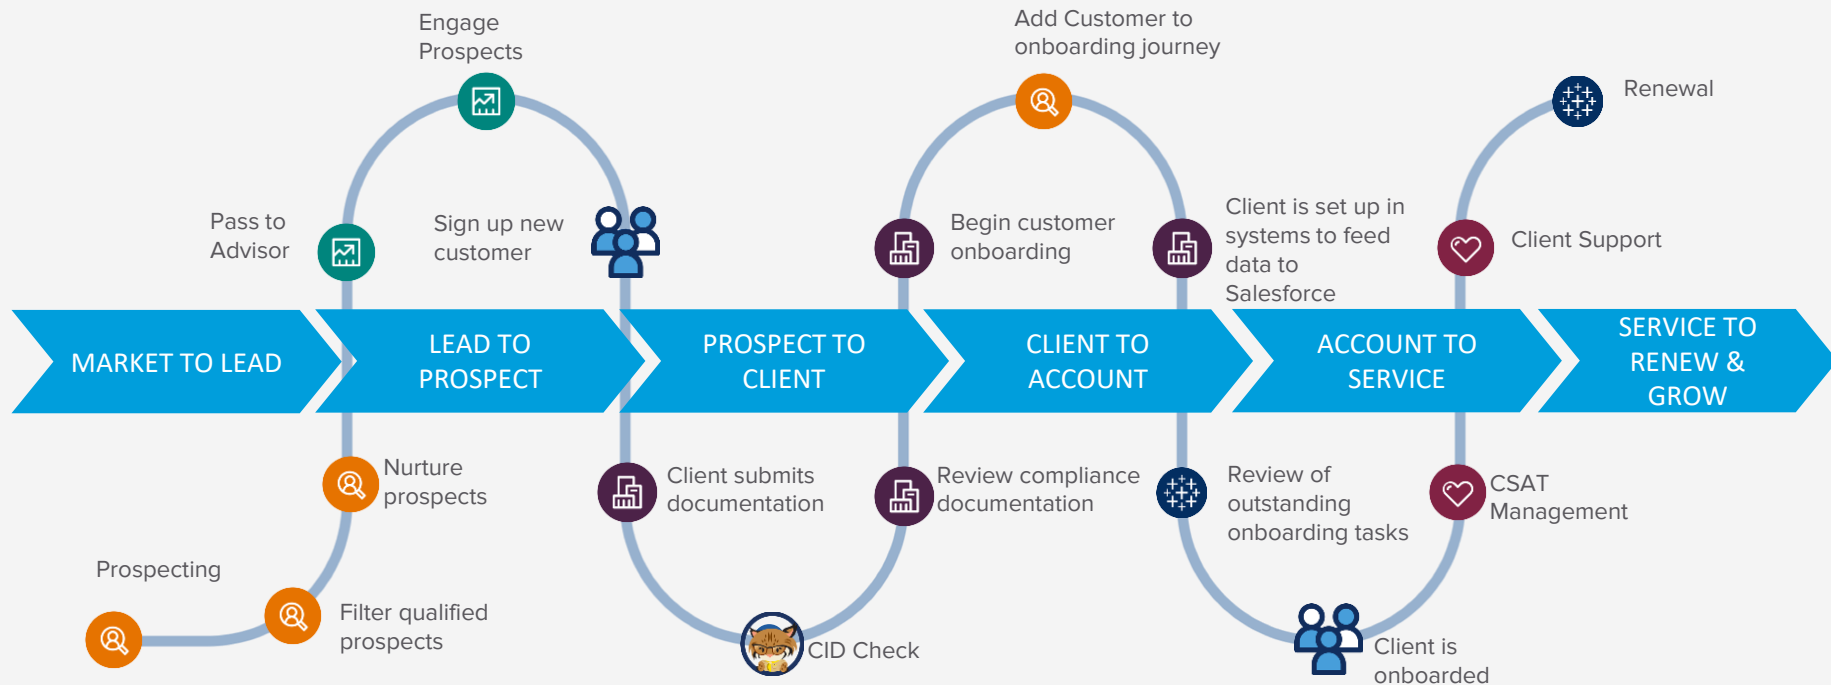 Engage
Prospects
Add Customer to
onboarding journey
Renewal
Pass to
Advisor
Sign up new
customer
Begin customer
onboarding
Client is set up in
systems to feed
data to
Salesforce
Client Support
MARKET TO LEAD
LEAD TO
PROSPECT
PROSPECT TO
CLIENT
CLIENT TO
ACCOUNT
ACCOUNT TO
SERVICE
SERVICE TO
RENEW &
GROW
Nurture
prospects
Client submits
documentation
Review compliance
documentation
Review of
outstanding
onboarding tasks
CSAT
Management
Prospecting
Filter qualified
prospects
CID Check
Client is
onboarded